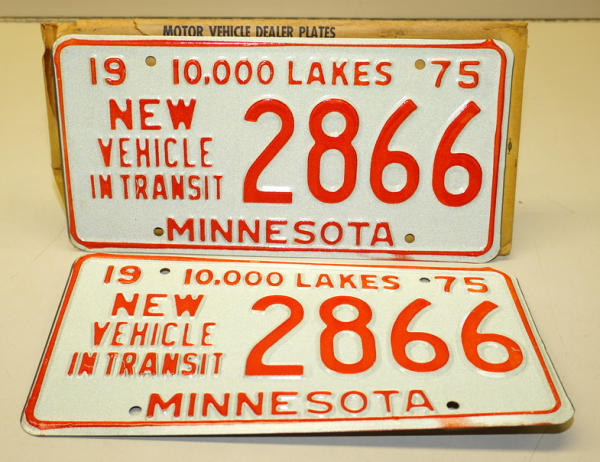 MOTOR VEHICLE DEALER PLATES
19 10,000 LAKES 75
NEW
VEHICLE
IN TRANSIT
2866
MINNESOTA
19 10,000 LAKES 75
NEW
VEHICLE
IN TRANSIT
2866
MINNESOTA